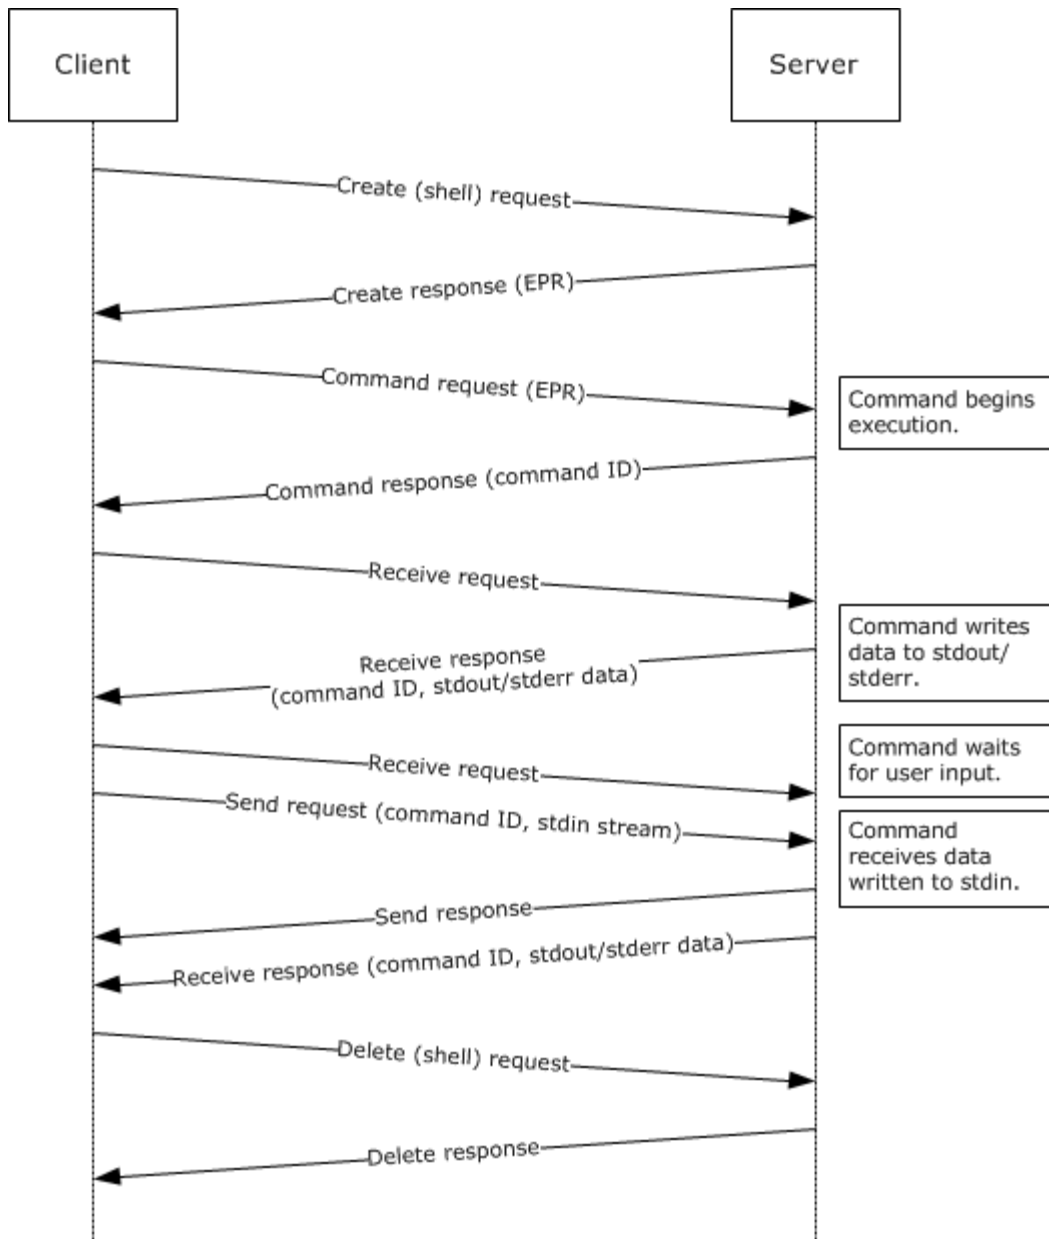 Client
Server
Create (shell) request
Create response (EPR)
Command request (EPR)
Command begins
execution.
Command response (command ID)
Receive request
Command writes
data to stdout/
stderr.
Receive response
(command ID, stdout/stderr data)
Command waits
for user input.
Receive request
Send request (command ID, stdin stream)
Command
receives data
written to stdin.
Send response
Receive response (command ID, stdout/stderr data)
Delete (shell) request
Delete response